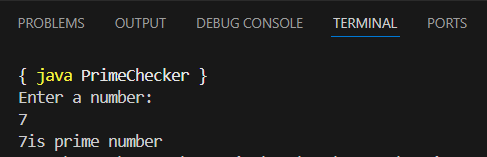 PROBLEMS OUTPUT DEBUG CONSOLE TERMINAL PORTS
{ java PrimeChecker }
Enter a number:
7
7is prime number